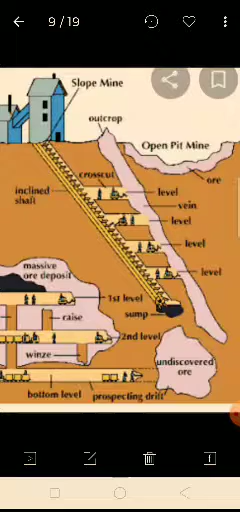 9 / 19
Slope Mine
outcrop
Open Pit Mine
crosscut
ore
inclined
shaft
level
vein
level
level
level
massive
ore deposit
1st level
raise
sump
2nd level
winze
undiscovered
ore
bottom level
prospecting drift